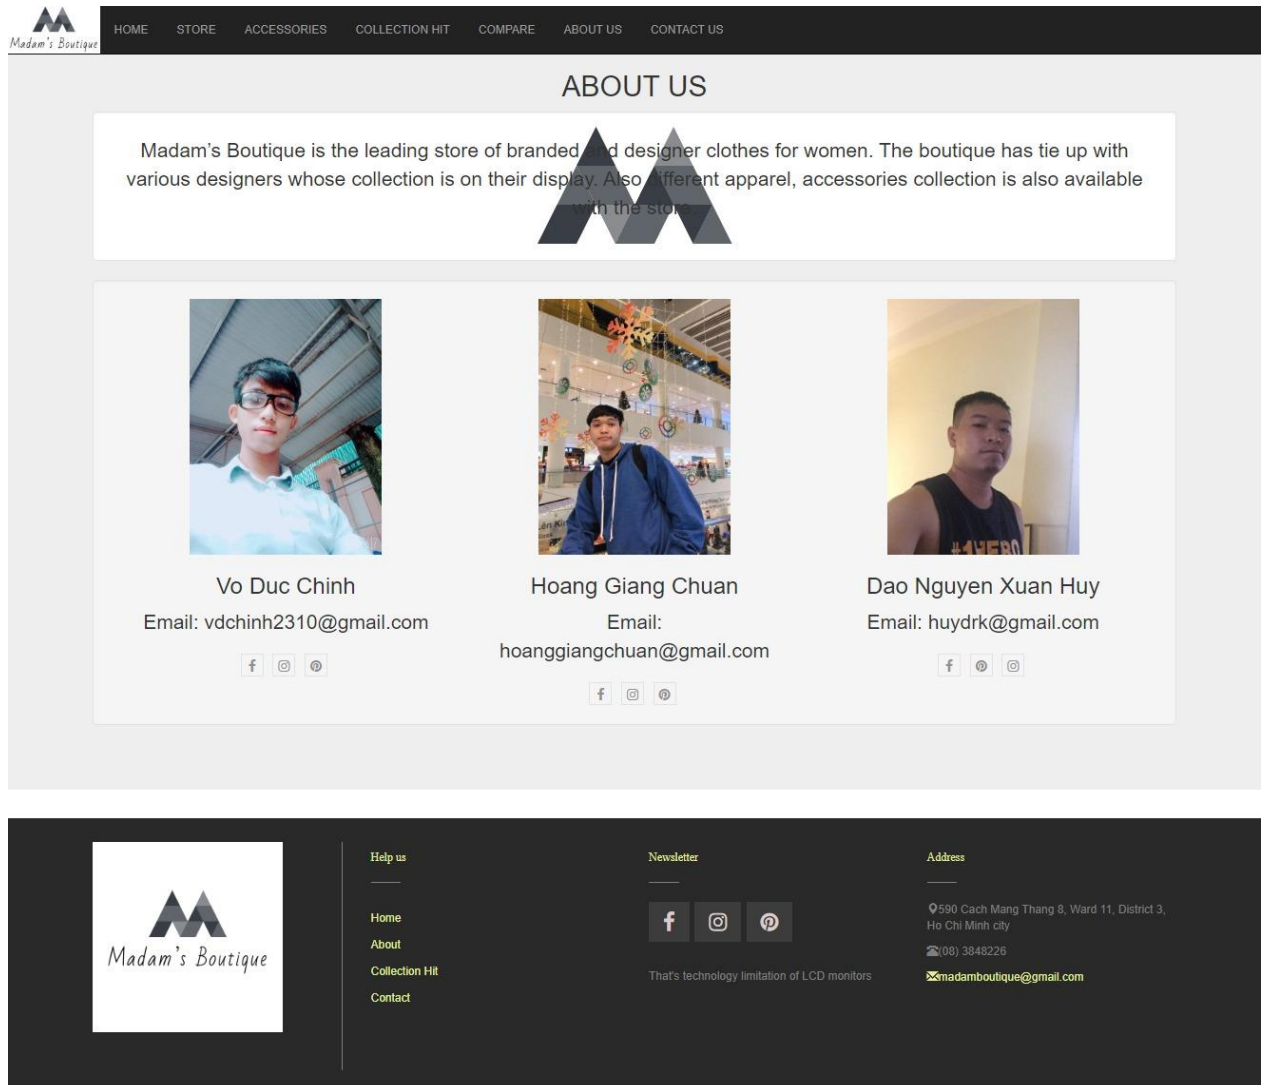 Madam's Boutique
HOME STORE ACCESSORIES COLLECTION HIT COMPARE ABOUT US CONTACT US
ABOUT US
Madam's Boutique is the leading store of branded and designer clothes for women. The boutique has tie up with
various designers whose collection is on their display. Also different apparel, accessories collection is also available
with the store.
#1HERO
Vo Duc Chinh
Email: vdchinh2310@gmail.com
Hoang Giang Chuan
Email:
hoanggiangchuan@gmail.com
Dao Nguyen Xuan Huy
Email: huydrk@gmail.com
Madam's Boutique
Help us
Home
About
Collection Hit
Contact
Newsletter
That's technology limitation of LCD monitors
Address
590 Cach Mang Thang 8, Ward 11, District 3,
Ho Chi Minh city
(08) 3848226
madamboutique@gmail.com